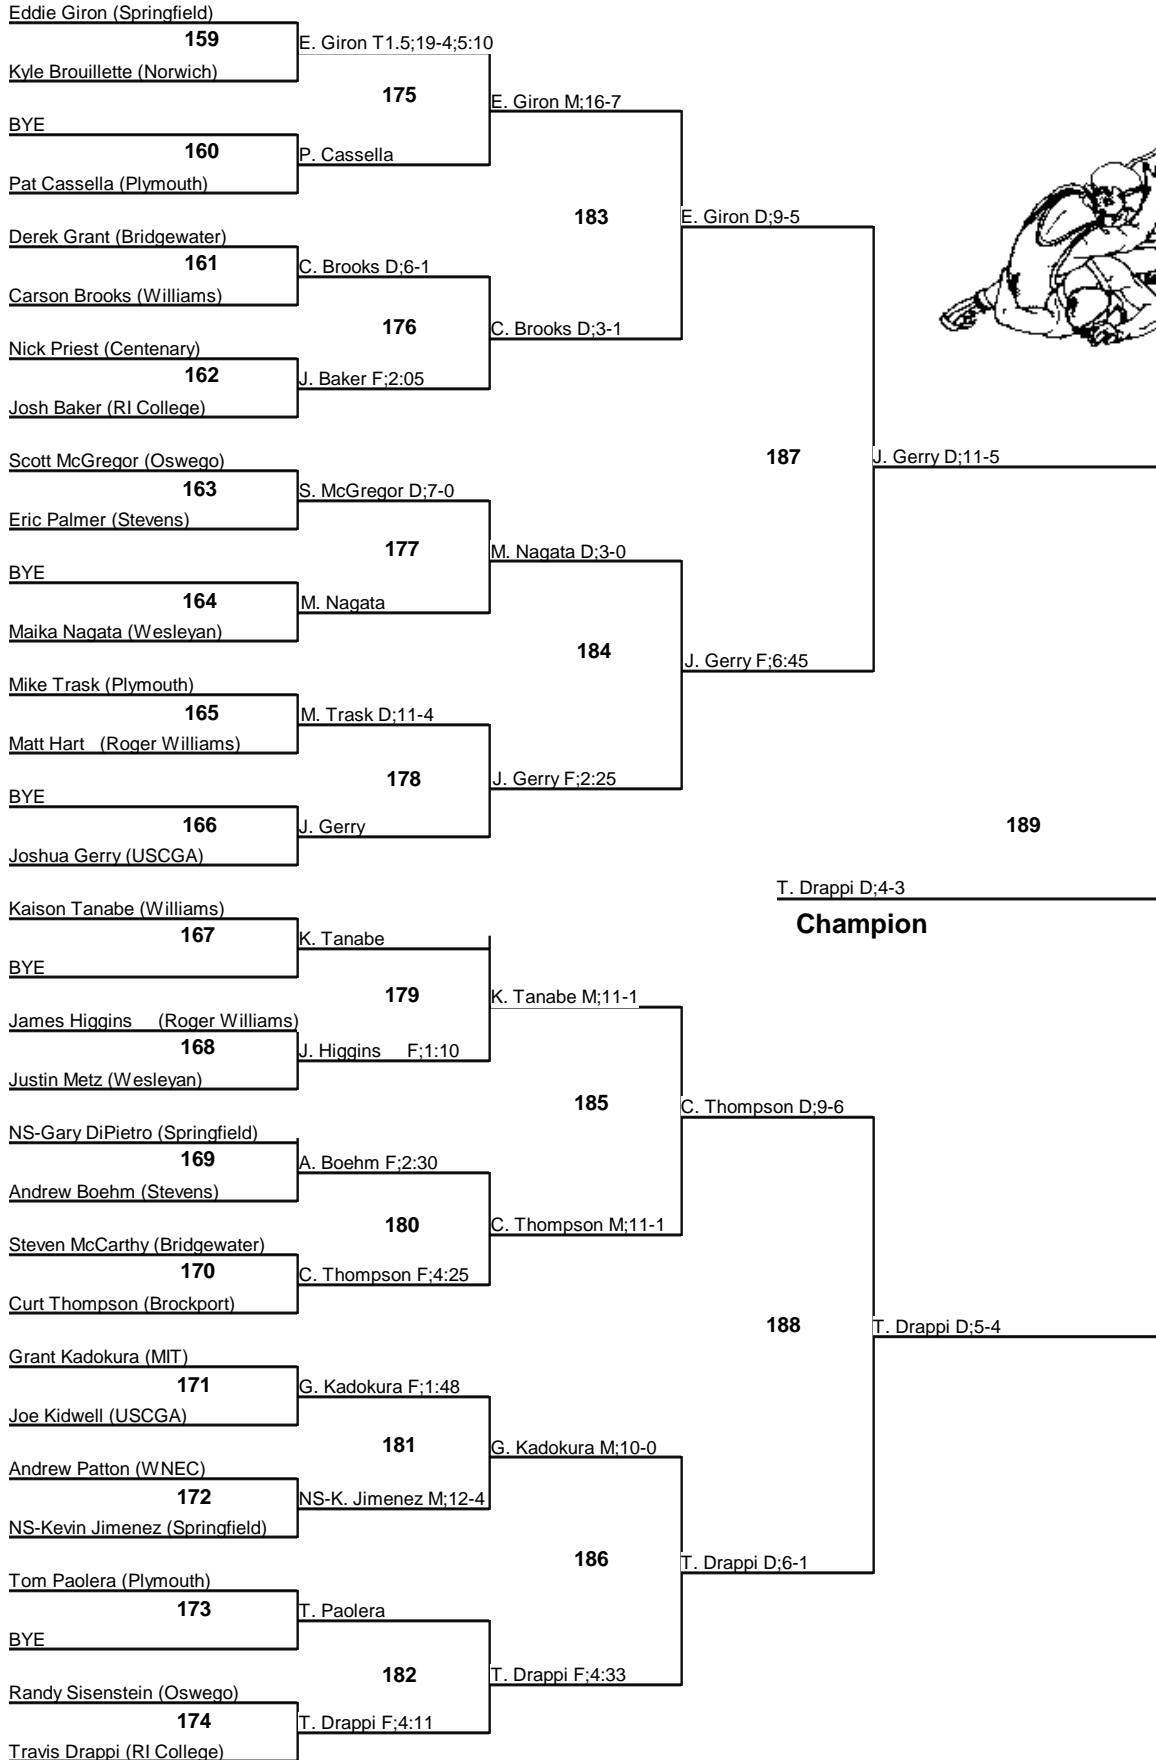 Eddie Giron (Springfield)
159
E. Giron T1.5;19-4;5:10
Kyle Brouillette (Norwich)
175
E. Giron M;16-7
BYE
160
P. Cassella
Pat Cassella (Plymouth)
183
E. Giron D;9-5
Derek Grant (Bridgewater)
161
C. Brooks D;6-1
Carson Brooks (Williams)
176
C. Brooks D;3-1
Nick Priest (Centenary)
162
J. Baker F;2:05
Josh Baker (RI College)
187
J. Gerry D;11-5
Scott McGregor (Oswego)
163
S. McGregor D;7-0
Eric Palmer (Stevens)
177
M. Nagata D;3-0
BYE
164
M. Nagata
Maika Nagata (Wesleyan)
184
J. Gerry F;6:45
Mike Trask (Plymouth)
165
M. Trask D;11-4
Matt Hart (Roger Williams)
178
J. Gerry F;2:25
BYE
166
J. Gerry
Joshua Gerry (USCGA)
189
T. Drappi D;4-3
Champion
Kaison Tanabe (Williams)
167
K. Tanabe
BYE
179
K. Tanabe M;11-1
James Higgins (Roger Williams)
168
J. Higgins F;1:10
Justin Metz (Wesleyan)
185
C. Thompson D;9-6
NS-Gary DiPietro (Springfield)
169
A. Boehm F;2:30
Andrew Boehm (Stevens)
180
C. Thompson M;11-1
Steven McCarthy (Bridgewater)
170
C. Thompson F;4:25
Curt Thompson (Brockport)
188
T. Drappi D;5-4
Grant Kadokura (MIT)
171
G. Kadokura F;1:48
Joe Kidwell (USCGA)
181
G. Kadokura M;10-0
Andrew Patton (WNEC)
172
NS-K. Jimenez M;12-4
NS-Kevin Jimenez (Springfield)
186
T. Drappi D;6-1
Tom Paolera (Plymouth)
173
T. Paolera
BYE
182
T. Drappi F;4:33
Randy Sisenstein (Oswego)
174
T. Drappi F;4:11
Travis Drappi (RI College)